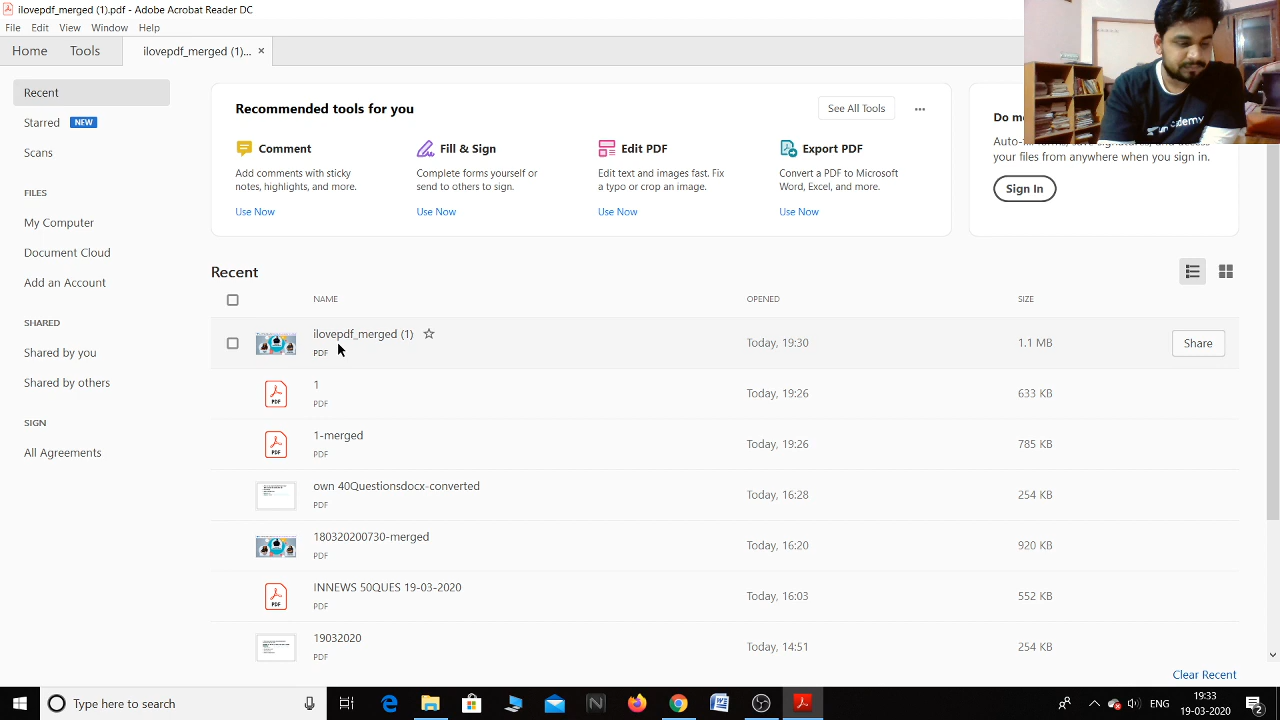 ilovepdf_merged (1).pdf - Adobe Acrobat Reader DC
File Edit View Window Help
Home Tools ilovepdf_merged (1)... ×
Recent
Starred NEW
Scans
FILES
My Computer
Document Cloud
Add an Account
SHARED
Shared by you
Shared by others
SIGN
All Agreements
Recommended tools for you
See All Tools ...
Comment
Add comments with sticky
notes, highlights, and more.
Use Now
Fill & Sign
Complete forms yourself or
send to others to sign.
Use Now
Edit PDF
Edit text and images fast. Fix
a typo or crop an image.
Use Now
Export PDF
Convert a PDF to Microsoft
Word, Excel, and more.
Use Now
your files from anywhere when you sign in.
Sign In
Recent
NAME OPENED SIZE
ilovepdf_merged (1) Today, 19:30 1.1 MB Share
PDF
1 Today, 19:26 633 KB
PDF
1-merged Today, 19:26 785 KB
PDF
own 40Questionsdocx-converted Today, 16:28 254 KB
PDF
180320200730-merged Today, 16:20 920 KB
PDF
INNEWS 50QUES 19-03-2020 Today, 16:03 552 KB
PDF
19032020 Today, 14:51 254 KB
PDF
Clear Recent
Type here to search
ENG
19:33
19-03-2020
2